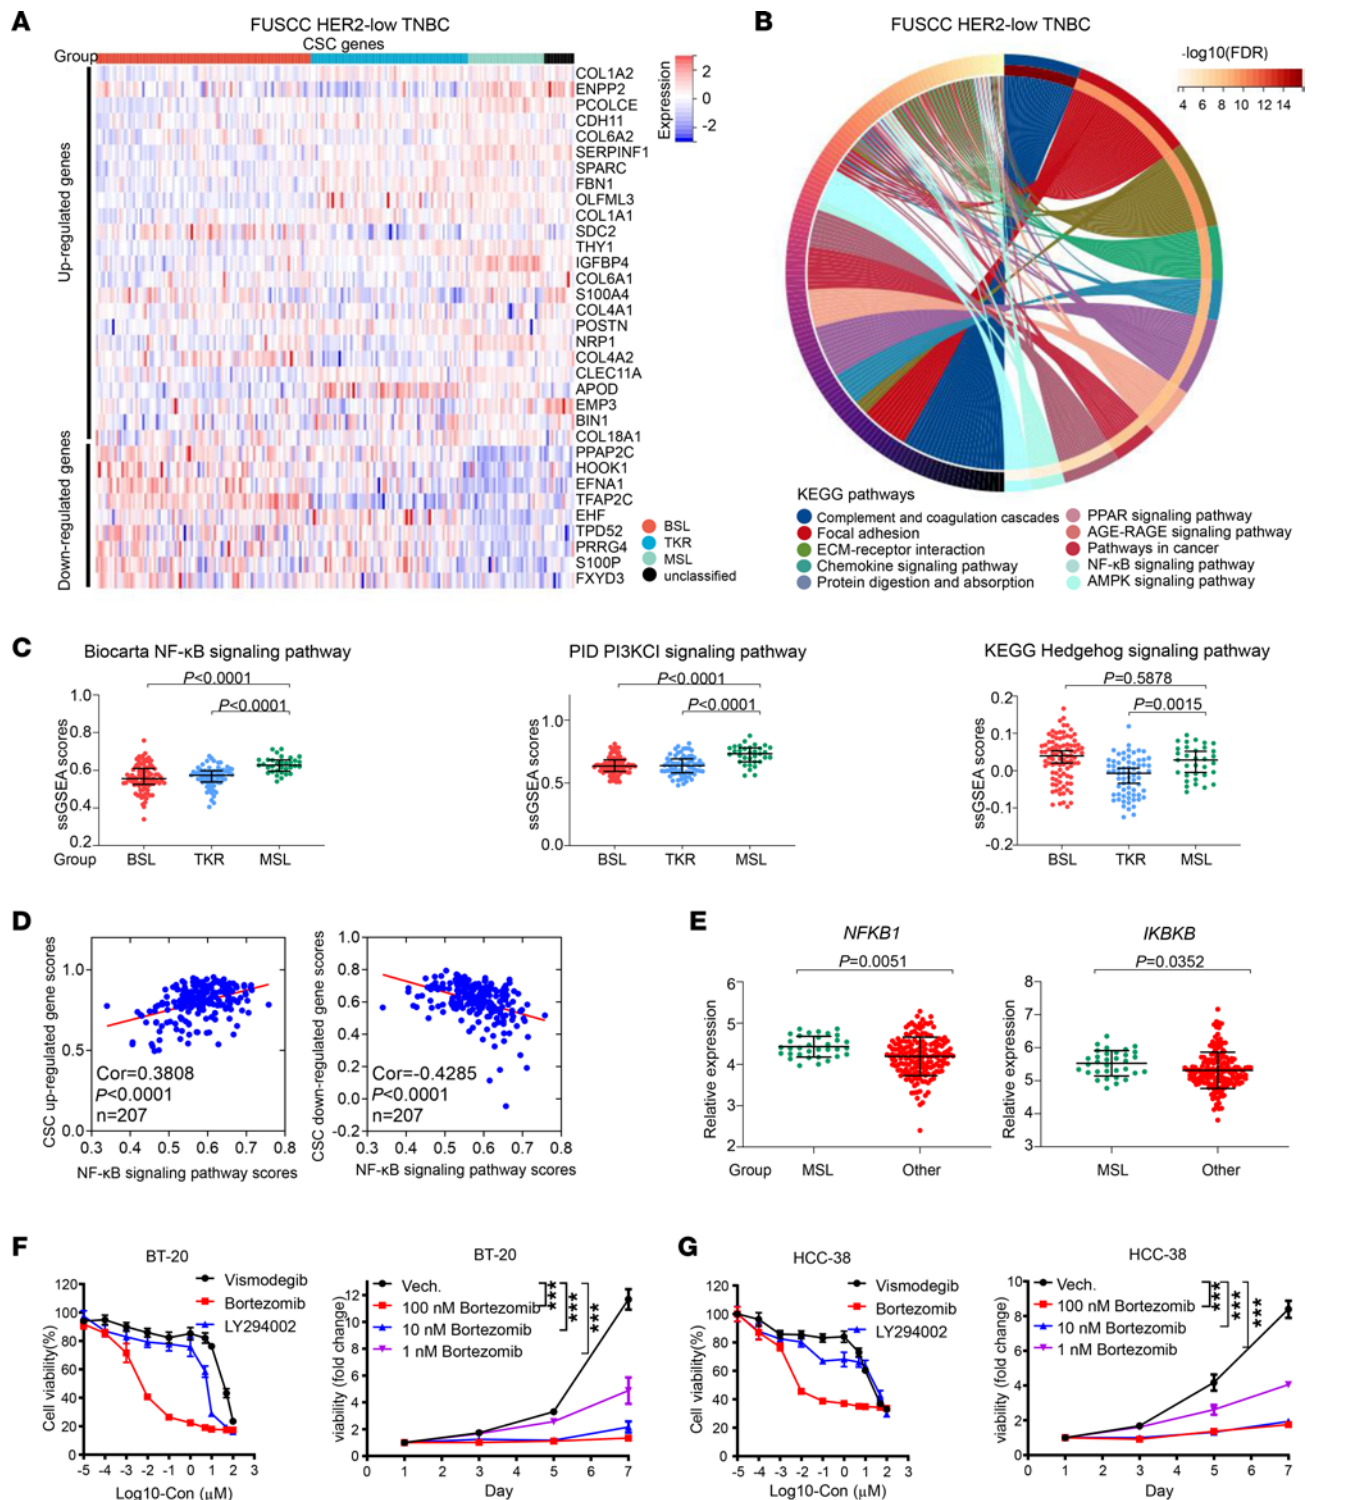 A
FUSCC HER2-low TNBC
CSC genes
Group
Up-regulated genes
Down-regulated genes
COL1A2
ENPP2
PCOLCE
CDH11
COL6A2
SERPINF1
SPARC
FBN1
OLFML3
COL1A1
SDC2
THY1
IGFBP4
COL6A1
S100A4
COL4A1
POSTN
NRP1
COL4A2
CLEC11A
APOD
EMP3
BIN1
COL18A1
PPAP2C
HOOK1
EFNA1
TFAP2C
EHF
TPD52
PRRG4
S100P
FXYD3
Expression
2
0
-2
BSL
TKR
MSL
unclassified
B
FUSCC HER2-low TNBC
-log10(FDR)
4 6 8 10 12 14
KEGG pathways
Complement and coagulation cascades
Focal adhesion
ECM-receptor interaction
Chemokine signaling pathway
Protein digestion and absorption
PPAR signaling pathway
AGE-RAGE signaling pathway
Pathways in cancer
NF-κB signaling pathway
AMPK signaling pathway
C
Biocarta NF-κB signaling pathway
P<0.0001
P<0.0001
ssGSEA scores
1.0
0.8
0.6
0.4
0.2
Group BSL TKR MSL
PID PI3KCI signaling pathway
P<0.0001
P<0.0001
ssGSEA scores
1.0
0.5
0.0
BSL TKR MSL
KEGG Hedgehog signaling pathway
P=0.5878
P=0.0015
ssGSEA scores
0.2
0.1
0.0
-0.1
-0.2
BSL TKR MSL
D
CSC up-regulated gene scores
1.0
0.5
0.0
Cor=0.3808
P<0.0001
n=207
0.3 0.4 0.5 0.6 0.7 0.8
NF-κB signaling pathway scores
CSC down-regulated gene scores
1.0
0.8
0.6
0.4
0.2
0.0
-0.2
Cor=-0.4285
P<0.0001
n=207
0.3 0.4 0.5 0.6 0.7 0.8
NF-κB signaling pathway scores
E
NFKB1
P=0.0051
Relative expression
6
5
4
3
2
Group MSL Other
IKBKB
P=0.0352
Relative expression
8
7
6
5
4
3
MSL Other
F
BT-20
Vismodegib
Bortezomib
LY294002
Cell viability(%)
120
100
80
60
40
20
0
-5 -4 -3 -2 -1 0 1 2 3
Log10-Con (μM)
BT-20
Vech.
100 nM Bortezomib
10 nM Bortezomib
1 nM Bortezomib
***
***
***
viability (fold change)
12
10
8
6
4
2
0
0 1 2 3 4 5 6 7
Day
G
HCC-38
Vismodegib
Bortezomib
LY294002
Cell viability(%)
120
100
80
60
40
20
0
-5 -4 -3 -2 -1 0 1 2 3
Log10-Con (μM)
HCC-38
Vech.
100 nM Bortezomib
10 nM Bortezomib
1 nM Bortezomib
***
***
***
viability (fold change)
10
8
6
4
2
0
0 1 2 3 4 5 6 7
Day